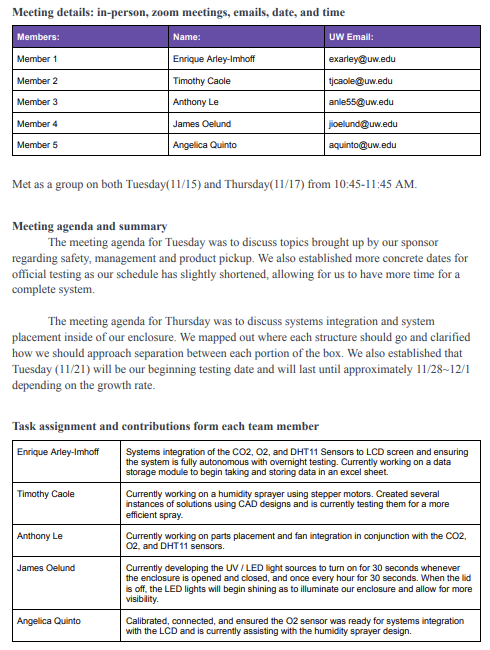 Meeting details: in-person, zoom meetings, emails, date, and time
Members: Name: UW Email:
Member 1 Enrique Arley-Imhoff exarley@uw.edu
Member 2 Timothy Caole tjcaole@uw.edu
Member 3 Anthony Le anle55@uw.edu
Member 4 James Oelund jioelund@uw.edu
Member 5 Angelica Quinto aquinto@uw.edu
Met as a group on both Tuesday(11/15) and Thursday(11/17) from 10:45-11:45 AM.
Meeting agenda and summary
The meeting agenda for Tuesday was to discuss topics brought up by our sponsor
regarding safety, management and product pickup. We also established more concrete dates for
official testing as our schedule has slightly shortened, allowing for us to have more time for a
complete system.
The meeting agenda for Thursday was to discuss systems integration and system
placement inside of our enclosure. We mapped out where each structure should go and clarified
how we should approach separation between each portion of the box. We also established that
Tuesday (11/21) will be our beginning testing date and will last until approximately 11/28~12/1
depending on the growth rate.
Task assignment and contributions form each team member
Enrique Arley-Imhoff Systems integration of the CO2, O2, and DHT11 Sensors to LCD screen and ensuring
the system is fully autonomous with overnight testing. Currently working on a data
storage module to begin taking and storing data in an excel sheet.
Timothy Caole Currently working on a humidity sprayer using stepper motors. Created several
instances of solutions using CAD designs and is currently testing them for a more
efficient spray.
Anthony Le Currently working on parts placement and fan integration in conjunction with the CO2,
O2, and DHT11 sensors.
James Oelund Currently developing the UV / LED light sources to turn on for 30 seconds whenever
the enclosure is opened and closed, and once every hour for 30 seconds. When the lid
is off, the LED lights will begin shining as to illuminate our enclosure and allow for more
visibility.
Angelica Quinto Calibrated, connected, and ensured the O2 sensor was ready for systems integration
with the LCD and is currently assisting with the humidity sprayer design.